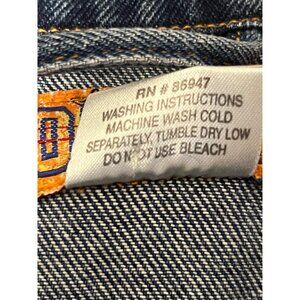 RN # 86947
WASHING INSTRUCTIONS
MACHINE WASH COLD
SEPARATELY, TUMBLE DRY LOW
DO NOT USE BLEACH